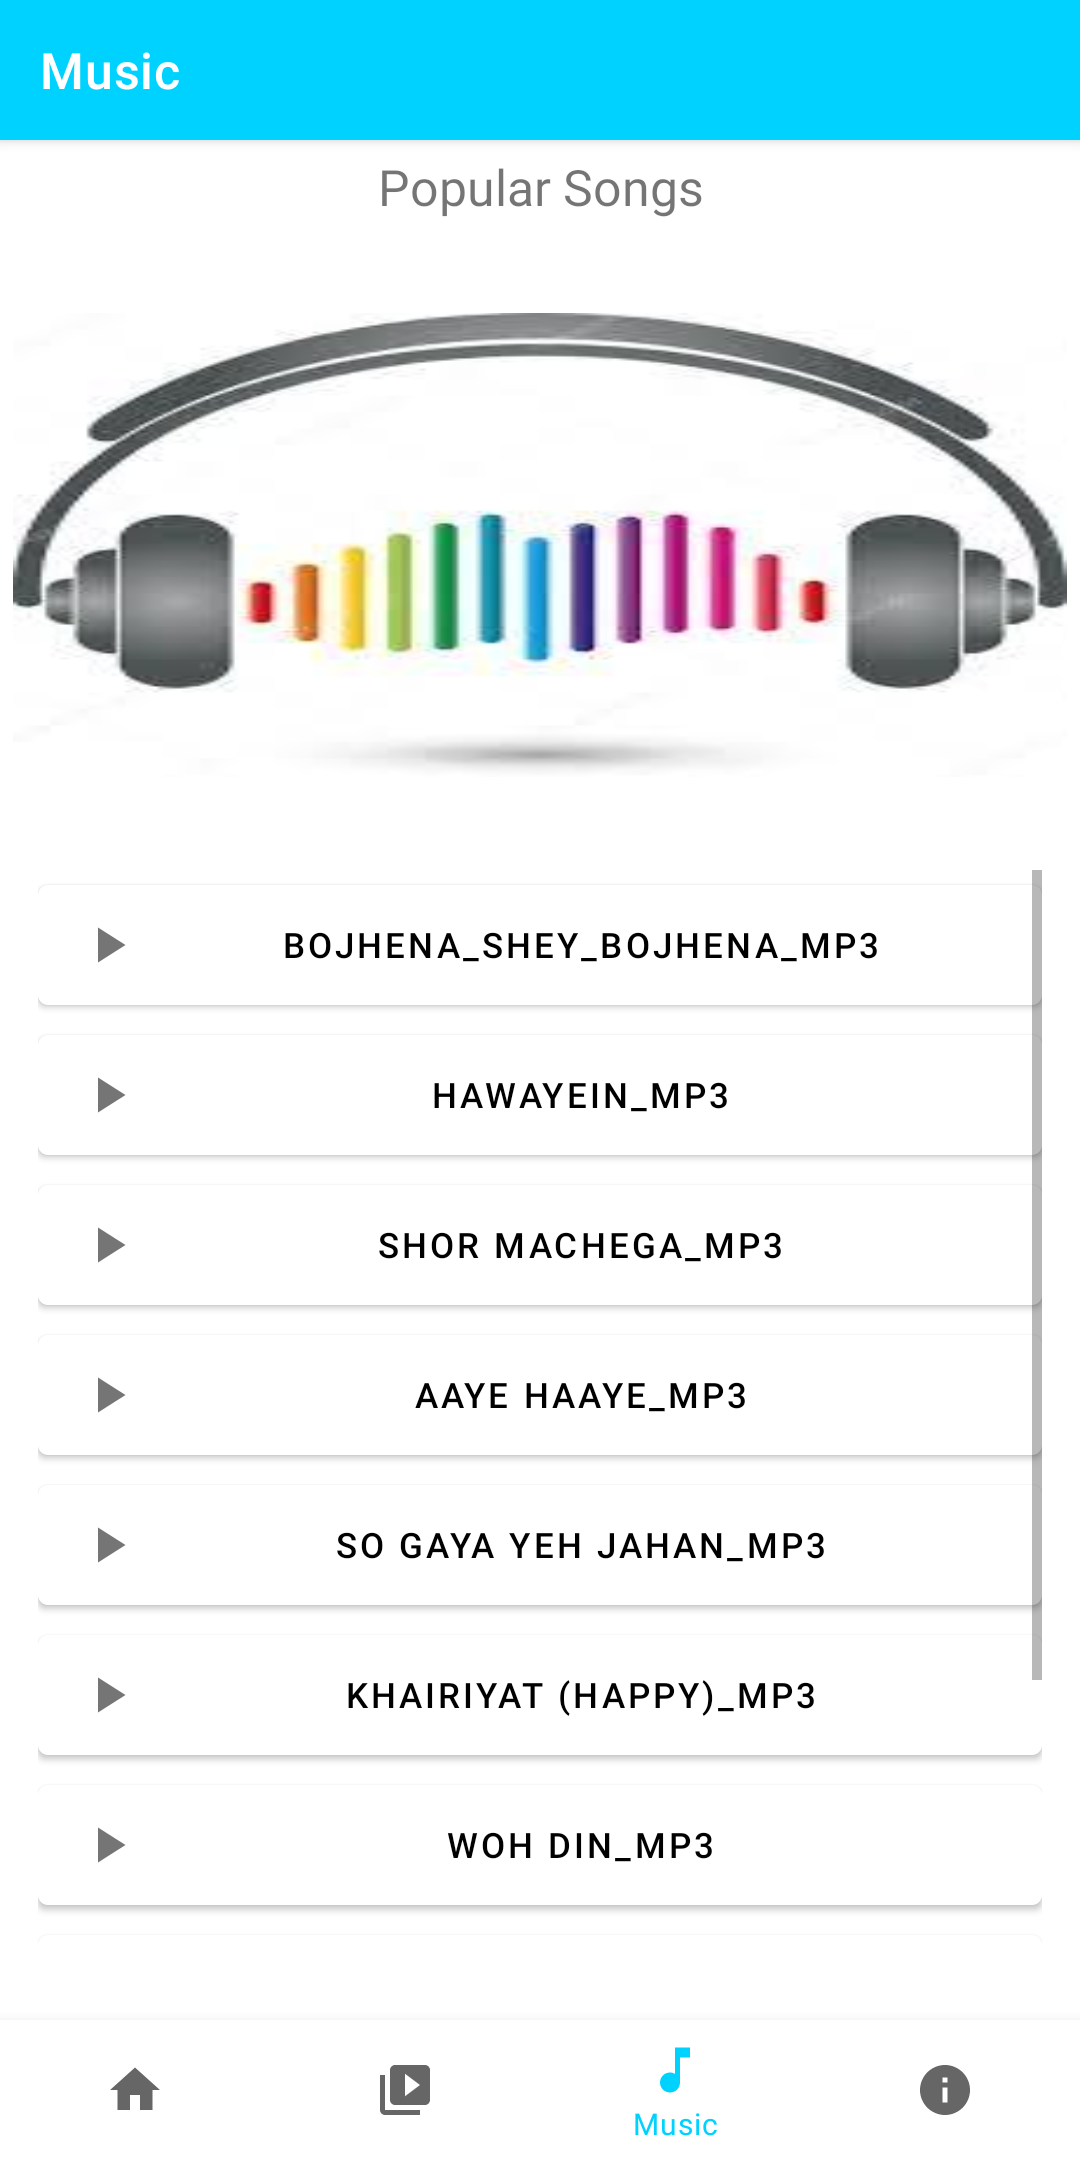 Music
Popular Songs
BOJHENA_SHEY_BOJHENA_MP3
HAWAYEIN_MP3
SHOR MACHEGA_MP3
AAYE HAAYE_MP3
SO GAYA YEH JAHAN_MP3
KHAIRIYAT (HAPPY)_MP3
WOH DIN_MP3
Music